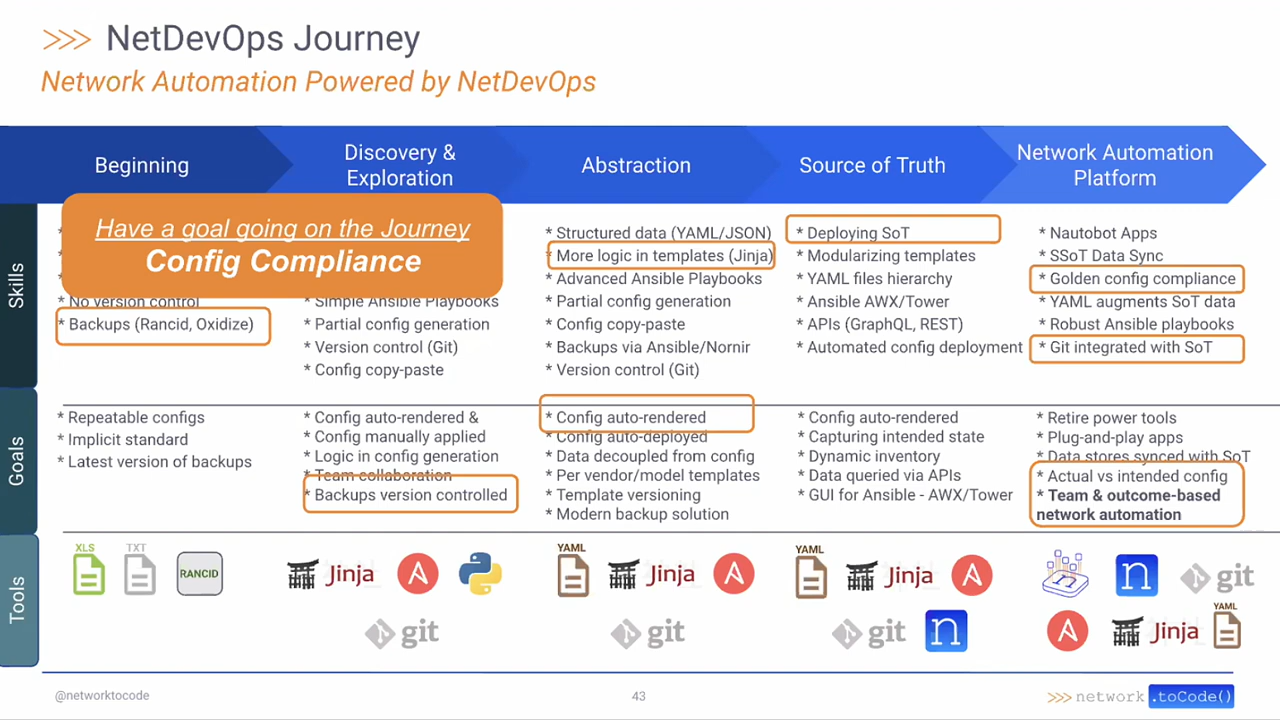 >>> NetDevOps Journey
Network Automation Powered by NetDevOps
Beginning
Discovery &
Exploration
Abstraction
Source of Truth
Network Automation
Platform
Have a goal going on the Journey
Config Compliance
Skills
* No version control
* Backups (Rancid, Oxidize)
* Simple Ansible Playbooks
* Partial config generation
* Version control (Git)
* Config copy-paste
* Structured data (YAML/JSON)
* More logic in templates (Jinja)
* Advanced Ansible Playbooks
* Partial config generation
* Config copy-paste
* Backups via Ansible/Nornir
* Version control (Git)
* Deploying SoT
* Modularizing templates
* YAML files hierarchy
* Ansible AWX/Tower
* APIs (GraphQL, REST)
* Automated config deployment
* Nautobot Apps
* SSoT Data Sync
* Golden config compliance
* YAML augments SoT data
* Robust Ansible playbooks
* Git integrated with SoT
Goals
* Repeatable configs
* Implicit standard
* Latest version of backups
* Config auto-rendered &
* Config manually applied
* Logic in config generation
* Team collaboration
* Backups version controlled
* Config auto-rendered
* Config auto-deployed
* Data decoupled from config
* Per vendor/model templates
* Template versioning
* Modern backup solution
* Config auto-rendered
* Capturing intended state
* Dynamic inventory
* Data queried via APIs
* GUI for Ansible - AWX/Tower
* Retire power tools
* Plug-and-play apps
* Data stores synced with SoT
* Actual vs intended config
* Team & outcome-based
network automation
Tools
XLS
TXT
RANCID
Jinja
A
git
YAML
Jinja
A
git
YAML
Jinja
A
git
n
n
git
A
Jinja
YAML
@networktocode
43
>>> network .toCode()